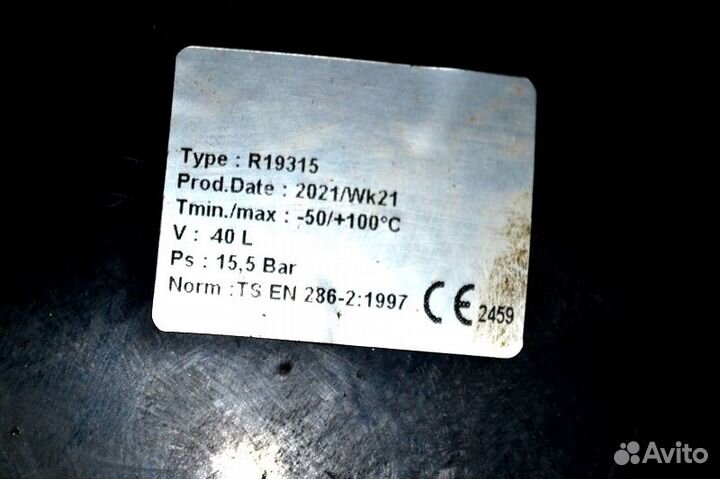 Type : R19315
Prod.Date : 2021/Wk21
Tmin./max : -50/+100°C
V : 40 L
Ps : 15,5 Bar
Norm :TS EN 286-2:1997 CE 2459
Avito